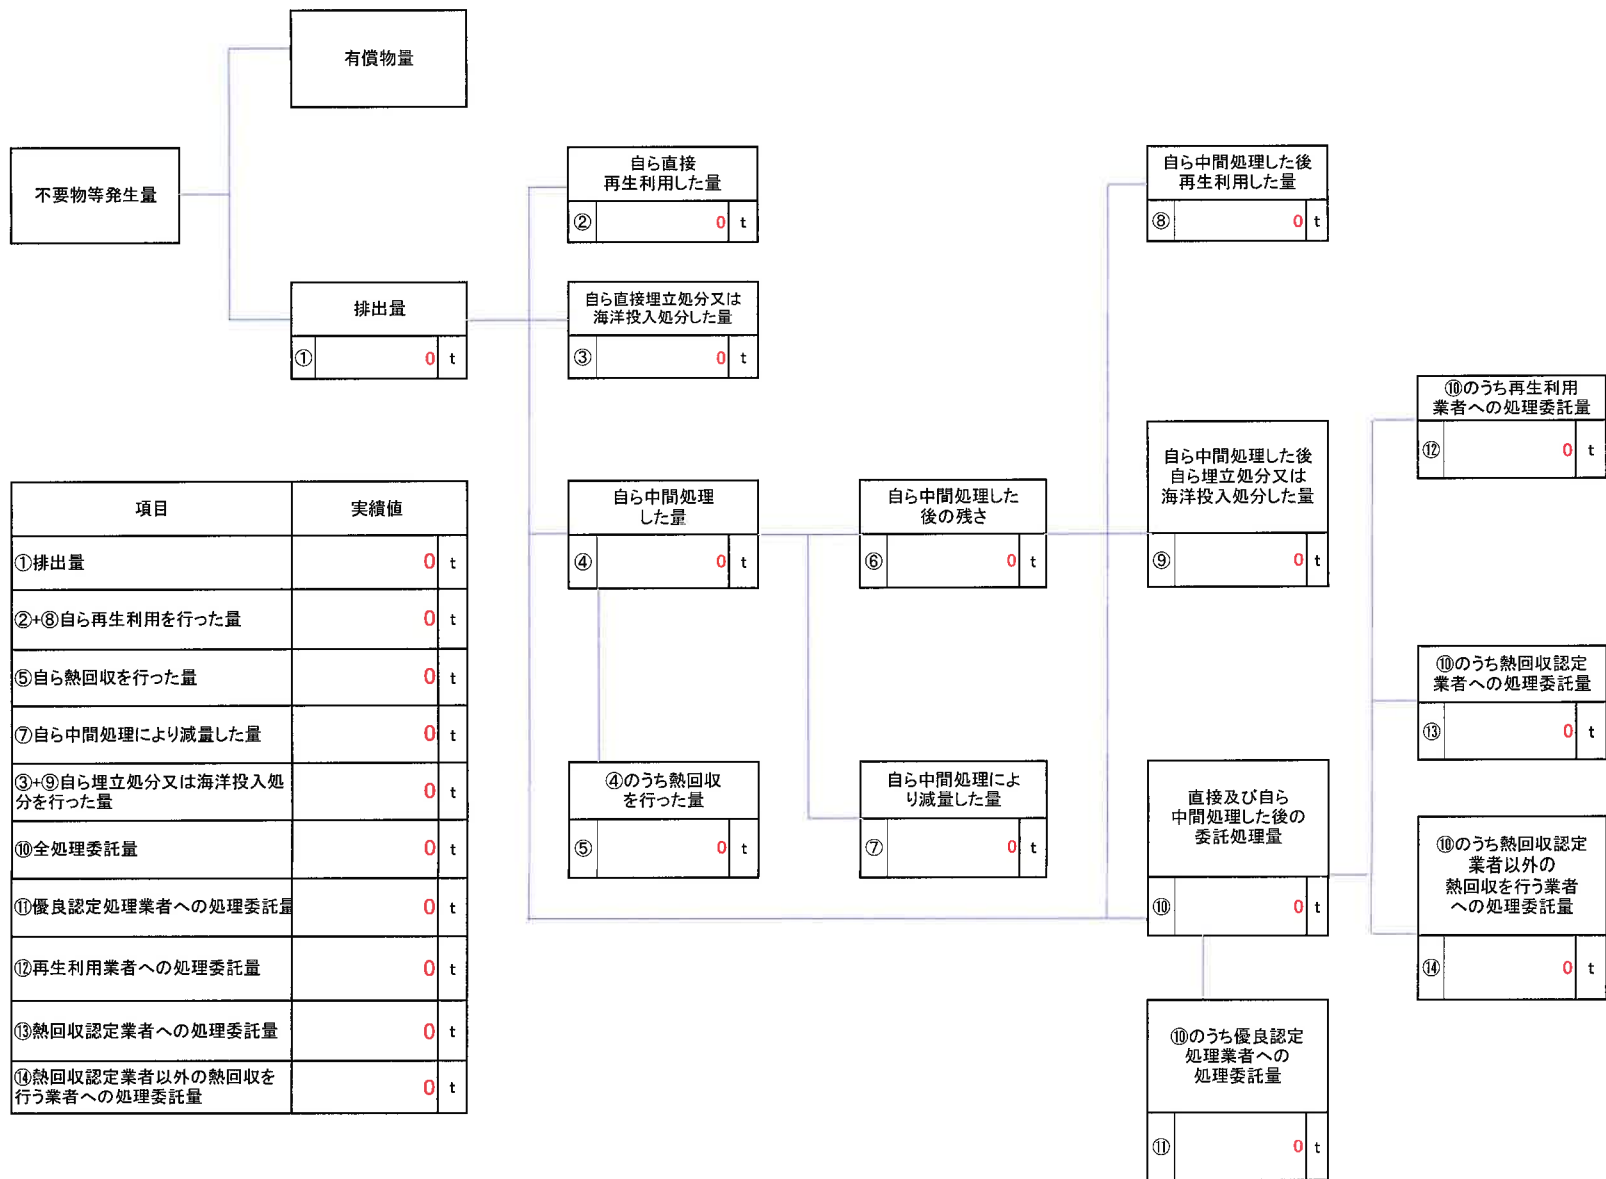 有償物量
不要物等発生量
排出量
① 0 t
自ら直接
再生利用した量
② 0 t
自ら直接埋立処分又は
海洋投入処分した量
③ 0 t
自ら中間処理
した量
④ 0 t
④のうち熱回収
を行った量
⑤ 0 t
自ら中間処理した
後の残さ
⑥ 0 t
自ら中間処理によ
り減量した量
⑦ 0 t
自ら中間処理した後
再生利用した量
⑧ 0 t
自ら中間処理した後
自ら埋立処分又は
海洋投入処分した量
⑨ 0 t
直接及び自ら
中間処理した後の
委託処理量
⑩ 0 t
⑩のうち優良認定
処理業者への
処理委託量
⑪ 0 t
⑩のうち再生利用
業者への処理委託量
⑫ 0 t
⑩のうち熱回収認定
業者への処理委託量
⑬ 0 t
⑩のうち熱回収認定
業者以外の
熱回収を行う業者
への処理委託量
⑭ 0 t
項目 実績値
①排出量 0 t
②+⑧自ら再生利用を行った量 0 t
⑤自ら熱回収を行った量 0 t
⑦自ら中間処理により減量した量 0 t
③+⑨自ら埋立処分又は海洋投入処
分を行った量 0 t
⑩全処理委託量 0 t
⑪優良認定処理業者への処理委託量 0 t
⑫再生利用業者への処理委託量 0 t
⑬熱回収認定業者への処理委託量 0 t
⑭熱回収認定業者以外の熱回収を
行う業者への処理委託量 0 t